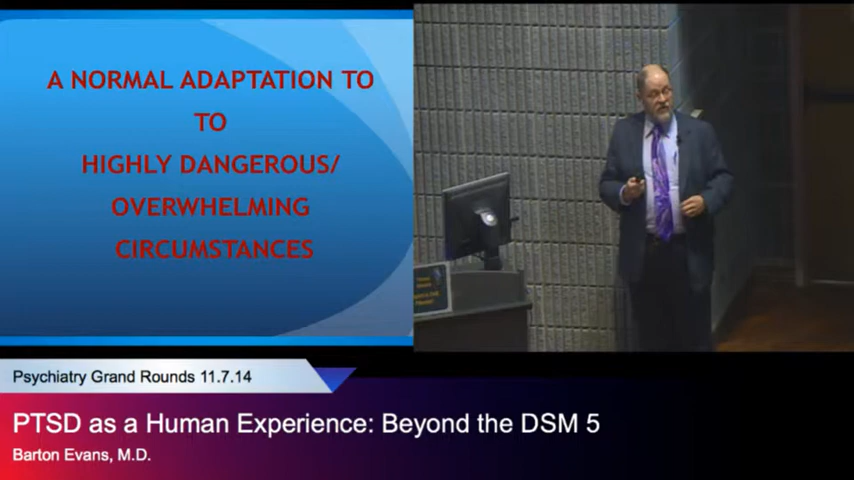 A NORMAL ADAPTATION TO
TO
HIGHLY DANGEROUS/
OVERWHELMING
CIRCUMSTANCES
Psychiatry Grand Rounds 11.7.14
PTSD as a Human Experience: Beyond the DSM 5
Barton Evans, M.D.